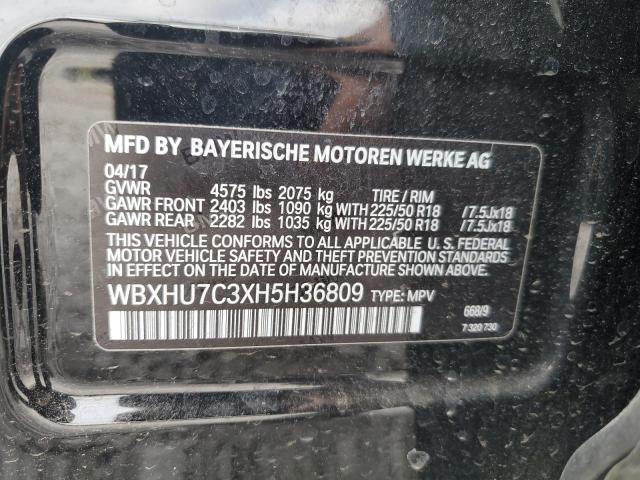 MFD BY BAYERISCHE MOTOREN WERKE AG
04/17
GVWR 4575 lbs 2075 kg TIRE / RIM
GAWR FRONT 2403 lbs 1090 kg WITH 225/50 R18 / 7.5Jx18
GAWR REAR 2282 lbs 1035 kg WITH 225/50 R18 / 7.5Jx18
THIS VEHICLE CONFORMS TO ALL APPLICABLE U.S. FEDERAL
MOTOR VEHICLE SAFETY AND THEFT PREVENTION
STANDARDS IN EFFECT ON THE DATE OF MANUFACTURE SHOWN ABOVE.
WBXHU7C3XH5H36809 TYPE: MPV
668/9
7 320 730